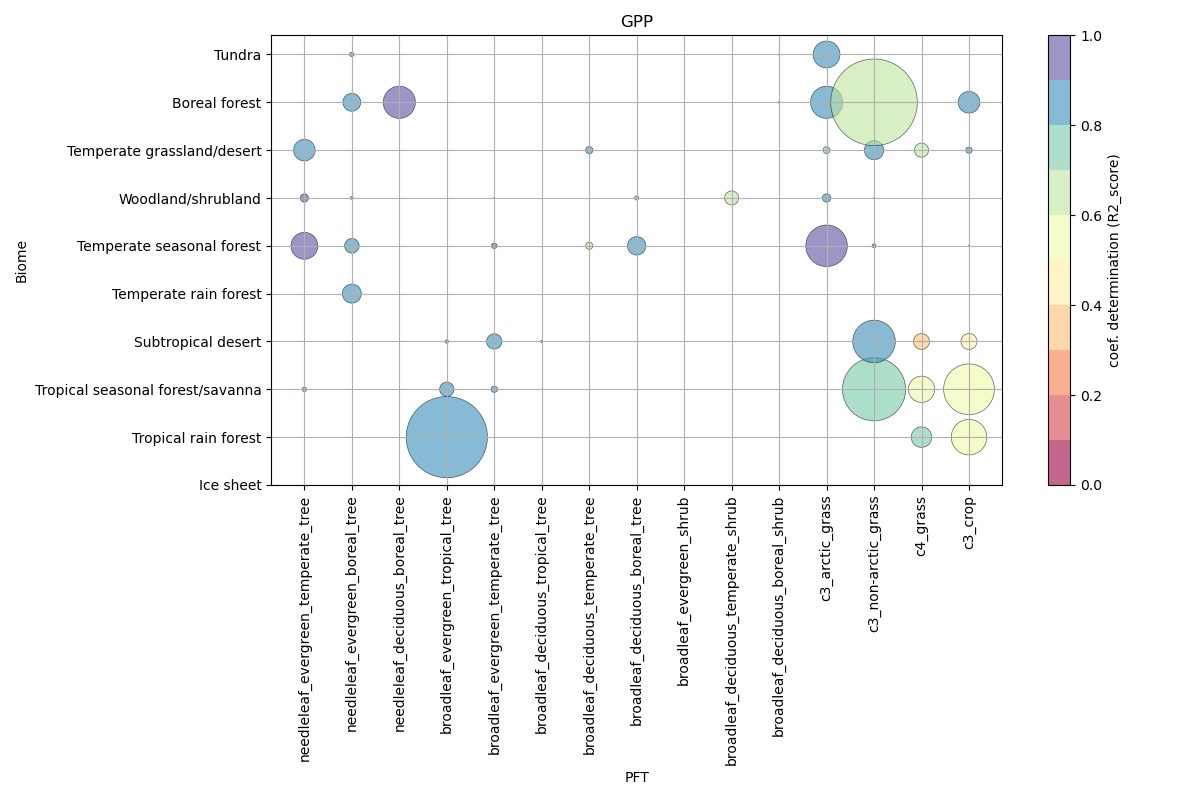 GPP
Biome
Tundra
Boreal forest
Temperate grassland/desert
Woodland/shrubland
Temperate seasonal forest
Temperate rain forest
Subtropical desert
Tropical seasonal forest/savanna
Tropical rain forest
Ice sheet
needleleaf_evergreen_temperate_tree
needleleaf_evergreen_boreal_tree
needleleaf_deciduous_boreal_tree
broadleaf_evergreen_tropical_tree
broadleaf_evergreen_temperate_tree
broadleaf_deciduous_tropical_tree
broadleaf_deciduous_temperate_tree
broadleaf_deciduous_boreal_tree
broadleaf_evergreen_shrub
broadleaf_deciduous_temperate_shrub
broadleaf_deciduous_boreal_shrub
c3_arctic_grass
c3_non-arctic_grass
c4_grass
c3_crop
PFT
1.0
0.8
0.6
0.4
0.2
0.0
coef. determination (R2_score)